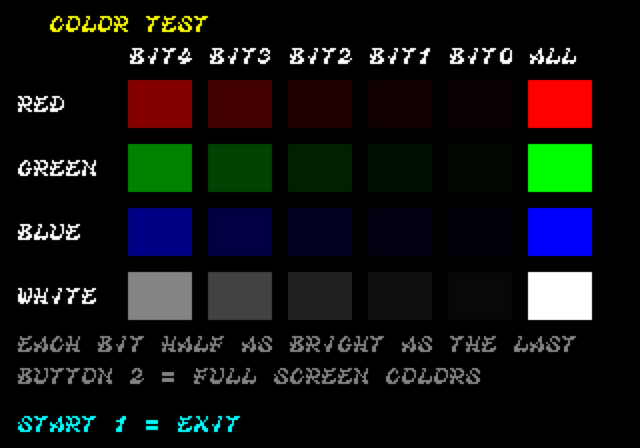 COLOR TEST
BIT4 BIT3 BIT2 BIT1 BIT0 ALL
RED
GREEN
BLUE
WHITE
EACH BIT HALF AS BRIGHT AS THE LAST
BUTTON 2 = FULL SCREEN COLORS
START 1 = EXIT